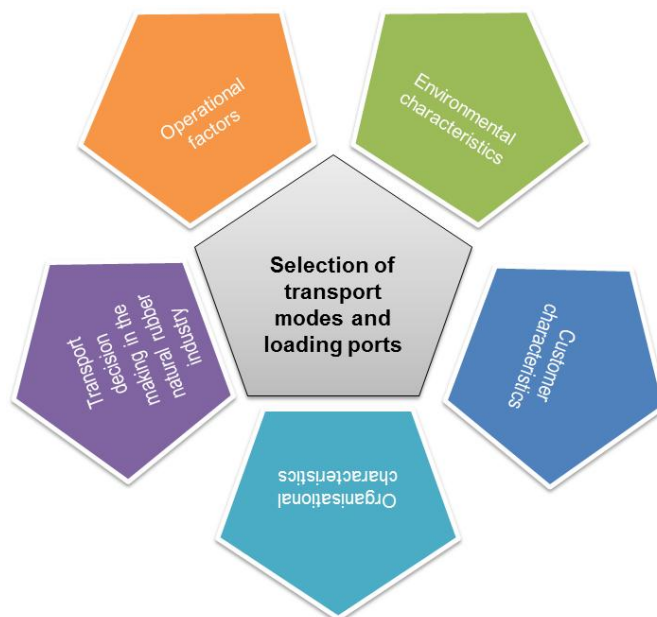 Operational
factors
Environmental
characteristics
Selection of
transport
modes and
loading ports
Transport
decision
making in the
natural rubber
industry
Customer
characteristics
Organisational
characteristics